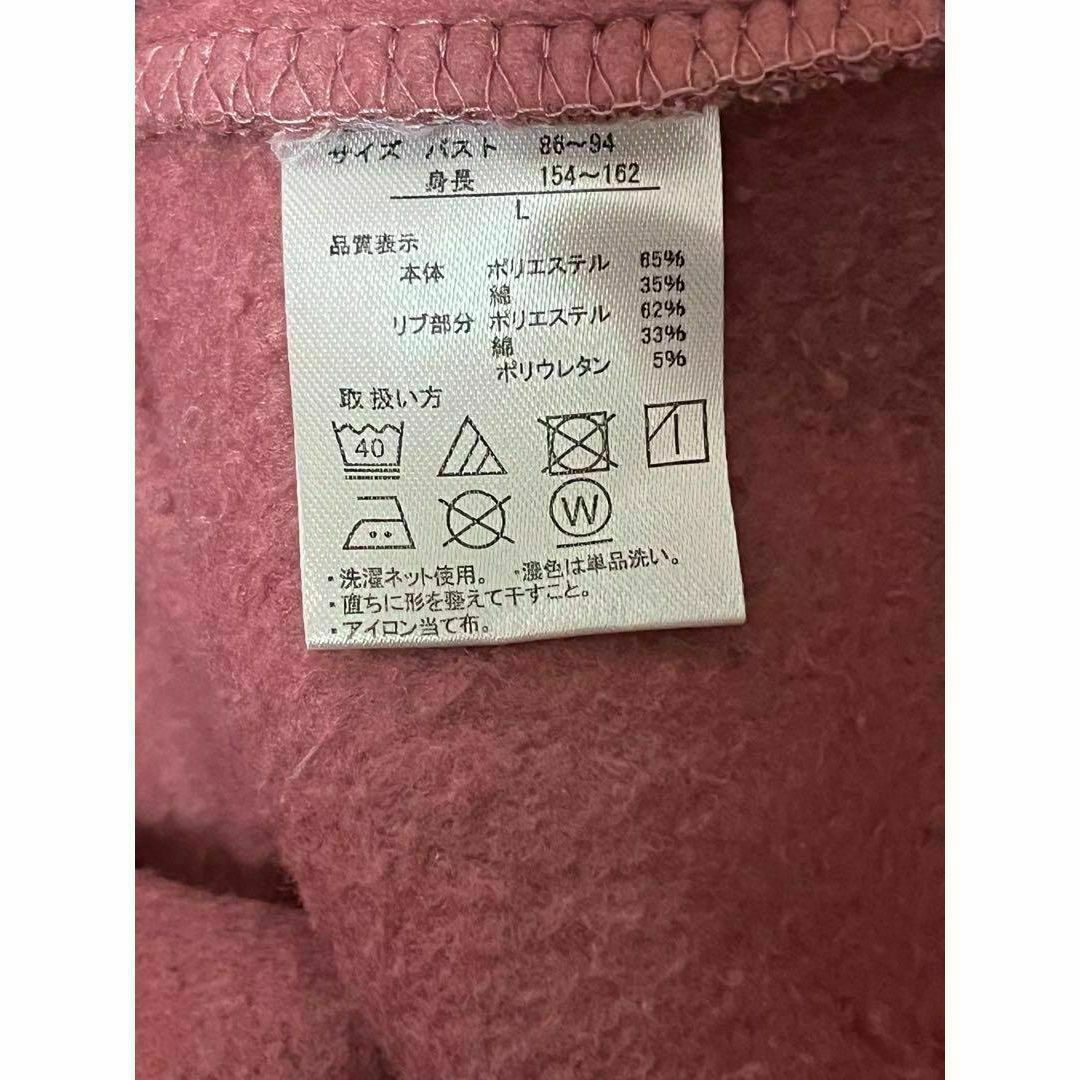 サイズ バスト 86～94
身長 154～162
L
品質表示
本体 ポリエステル 65%
綿 35%
リブ部分 ポリエステル 62%
綿 33%
ポリウレタン 5%
取扱い方
40
W
・洗濯ネット使用。 ・濃色は単品洗い。
・直ちに形を整えて干すこと。
・アイロン当て布。